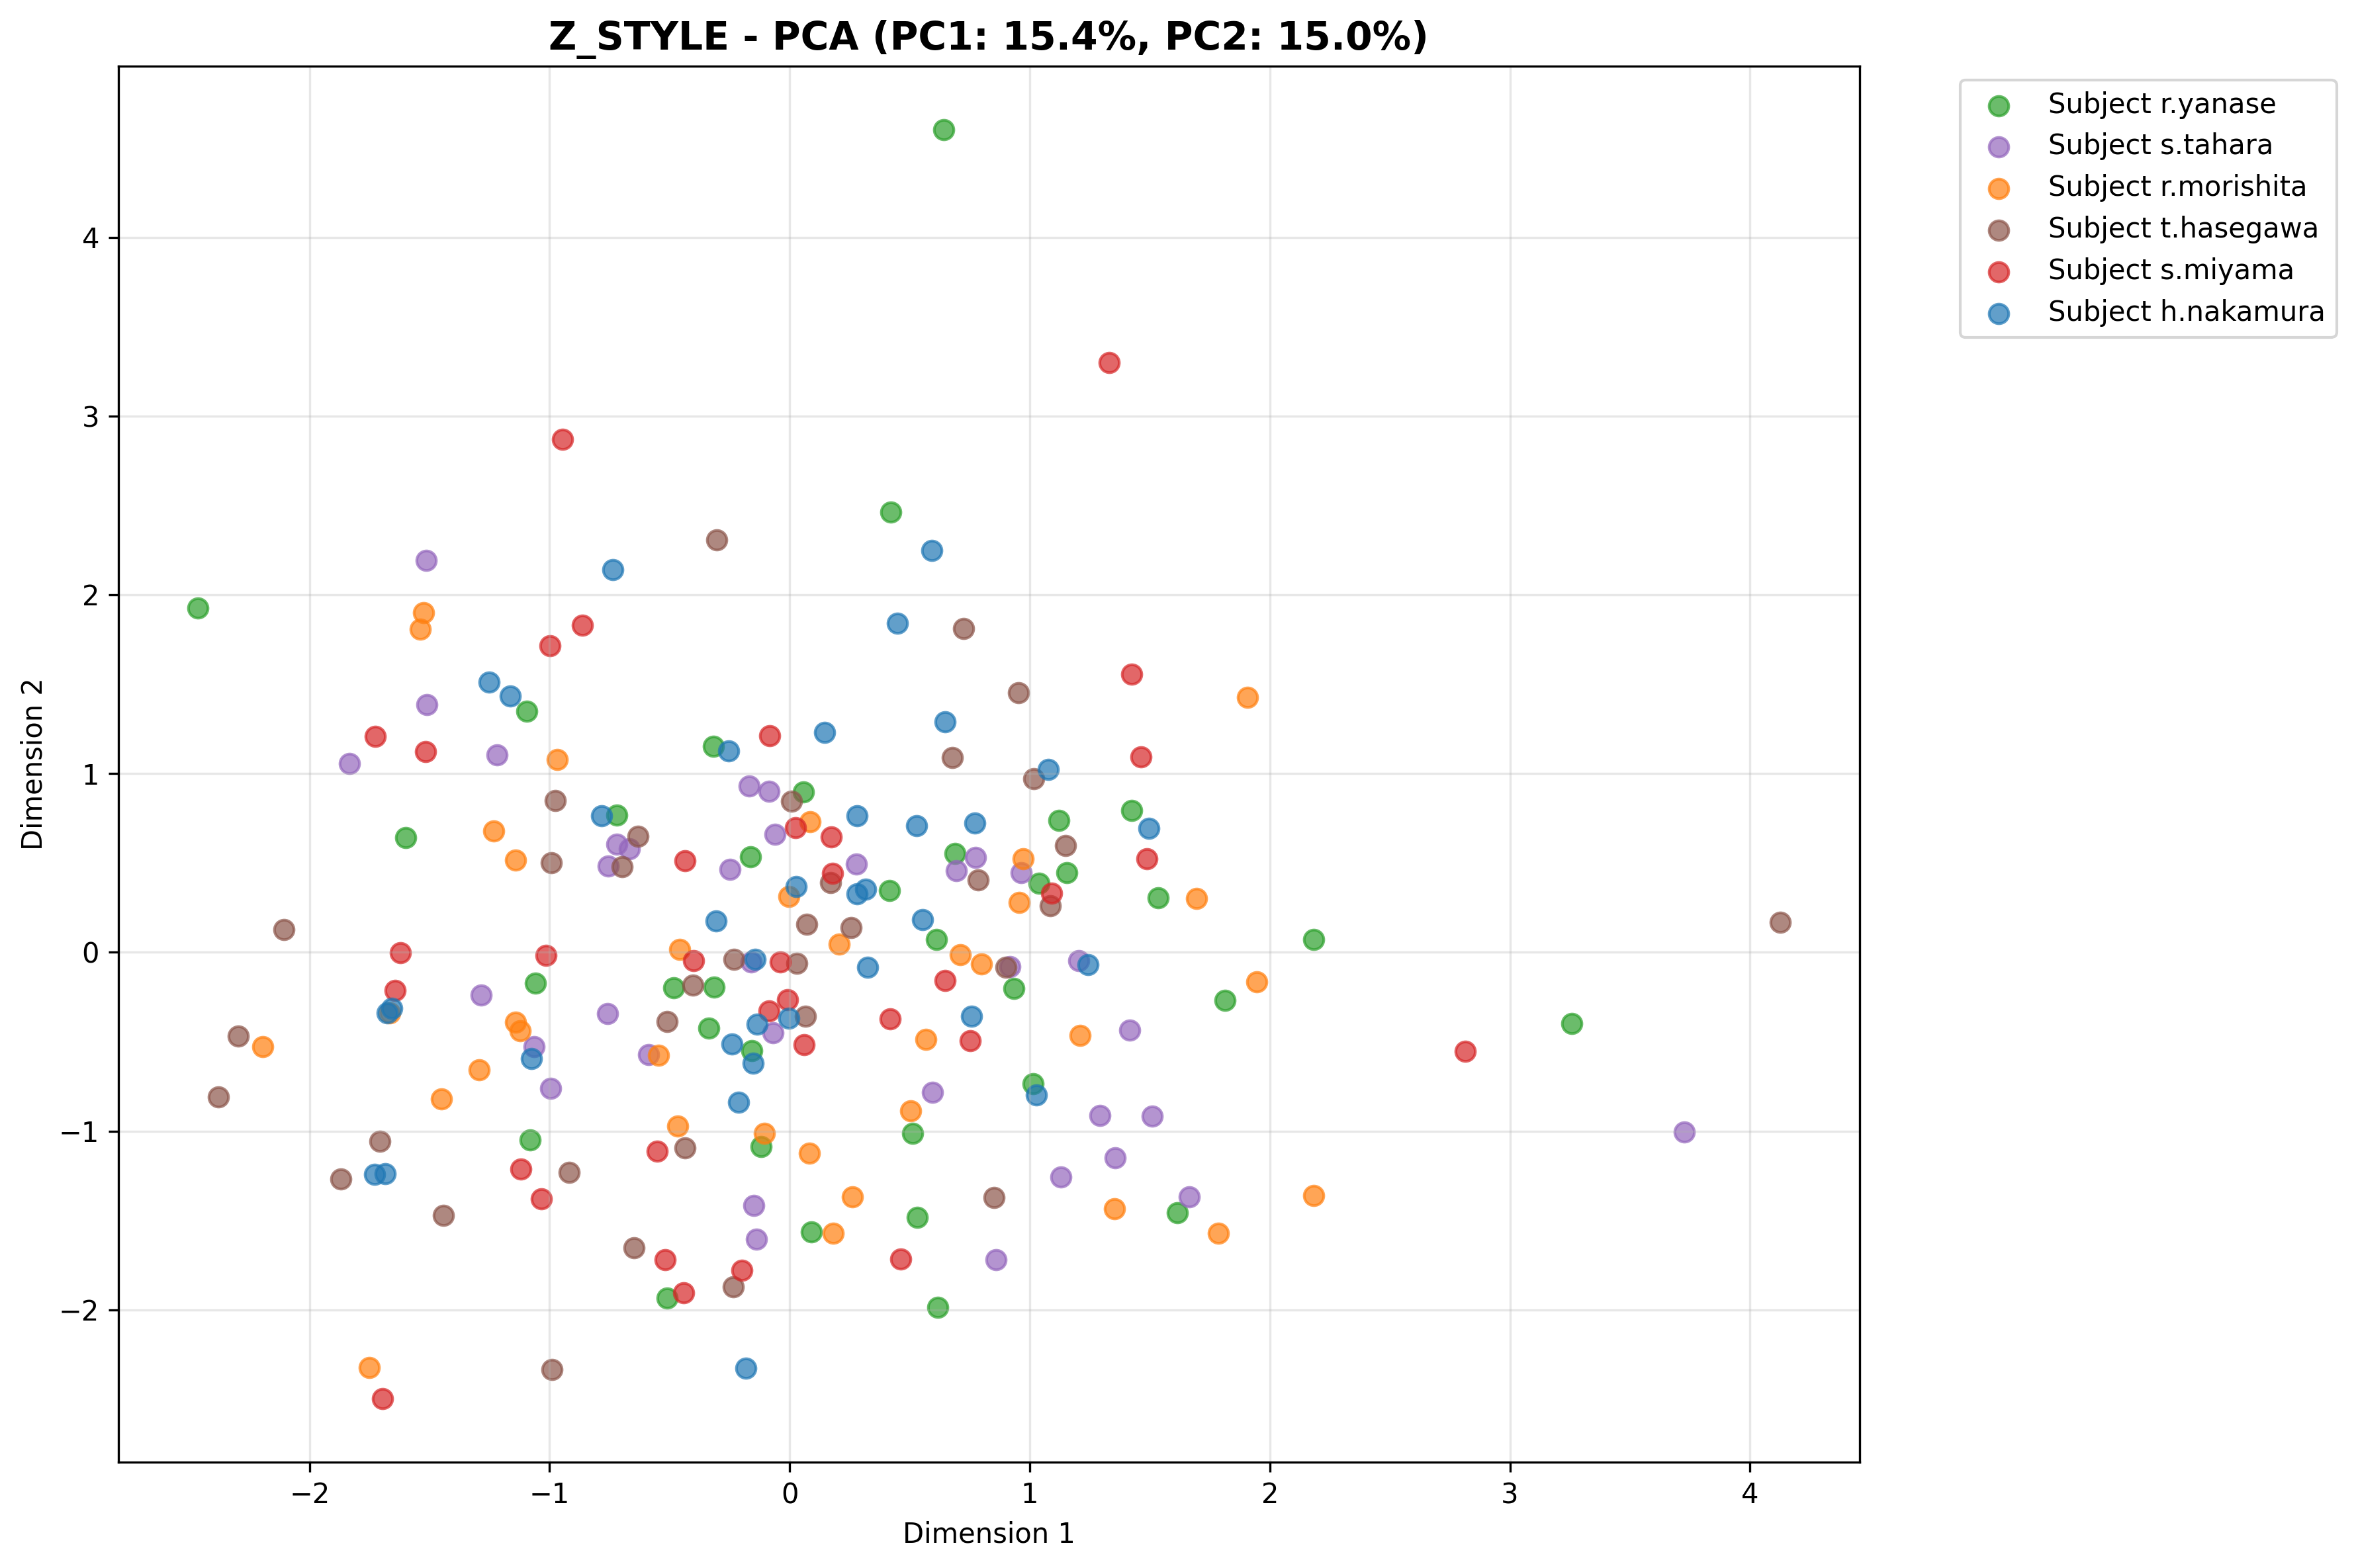 Z_STYLE - PCA (PC1: 15.4%, PC2: 15.0%)
Subject r.yanase
Subject s.tahara
Subject r.morishita
Subject t.hasegawa
Subject s.miyama
Subject h.nakamura
Dimension 2
4
3
2
1
0
−1
−2
−2 −1 0 1 2 3 4
Dimension 1